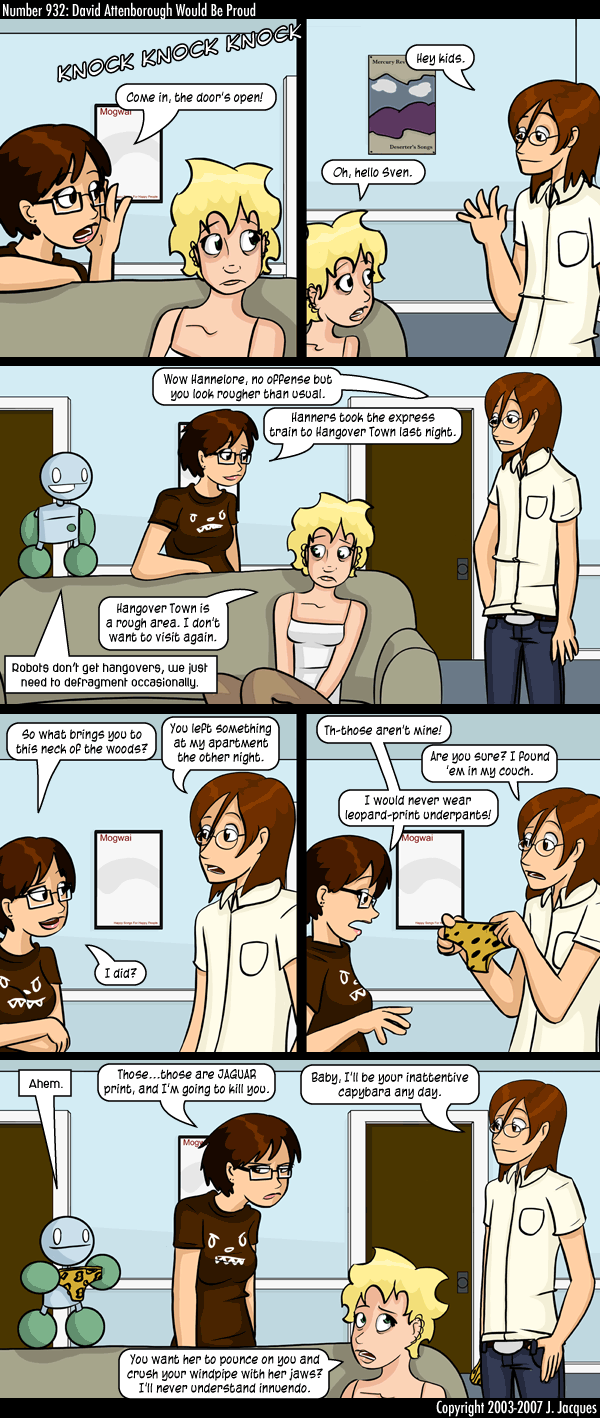 Number 932: David Attenborough Would Be Proud
KNOCK KNOCK KNOCK
Come in, the door's open!
Mogwai
Hey kids.
Mercury Rev
Deserter's Songs
Oh, hello Sven.
Wow Hannelore, no offense but
you look rougher than usual.
Hanners took the express
train to Hangover Town last night.
Hangover Town is
a rough area. I don't
want to visit again.
Robots don't get hangovers, we just
need to defragment occasionally.
So what brings you to
this neck of the woods?
You left something
at my apartment
the other night.
Mogwai
Happy Songs For Happy People
I did?
Th-those aren't mine!
Are you sure? I found
'em in my couch.
I would never wear
leopard-print underpants!
Mogwai
Ahem.
Those...those are JAGUAR
print, and I'm going to kill you.
Baby, I'll be your inattentive
capybara any day.
Mog
You want her to pounce on you and
crush your windpipe with her jaws?
I'll never understand innuendo.
Copyright 2003-2007 J. Jacques